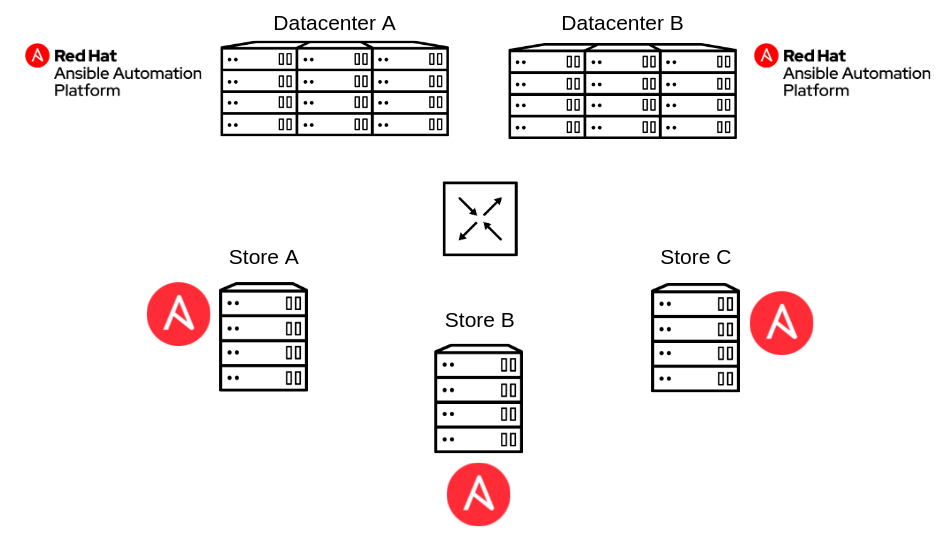 Datacenter A
Datacenter B
Red Hat
Ansible Automation
Platform
Red Hat
Ansible Automation
Platform
Store A
Store B
Store C